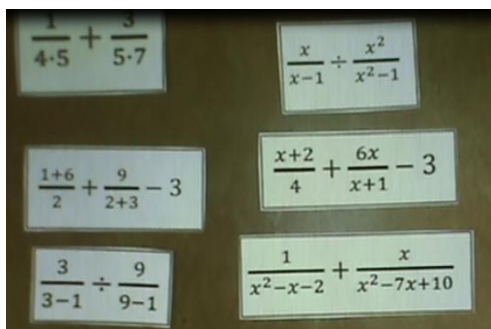 1/(4·5) + 3/(5·7)
x/(x−1) ÷ x²/(x²−1)
(1+6)/2 + 9/(2+3) − 3
(x+2)/4 + 6x/(x+1) − 3
3/(3−1) ÷ 9/(9−1)
1/(x²−x−2) + x/(x²−7x+10)